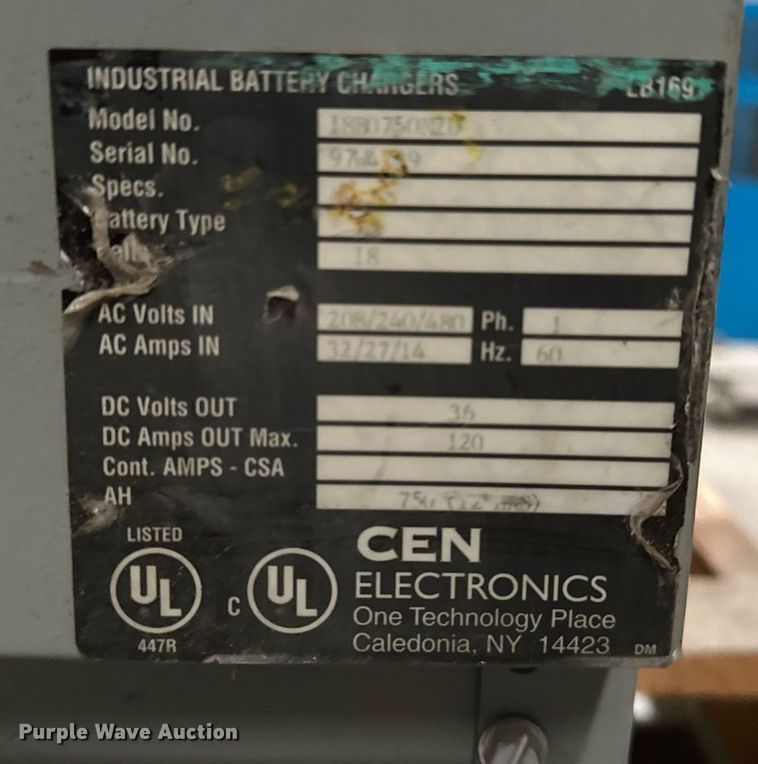 INDUSTRIAL BATTERY CHARGERS LB169
Model No. 18B0750N2D
Serial No.
Specs.
Battery Type
18
AC Volts IN 208/240/480 Ph. 1
AC Amps IN 32/27/14 Hz. 60
DC Volts OUT 36
DC Amps OUT Max. 120
Cont. AMPS - CSA
AH 750
LISTED
UL
447R
C UL
CEN
ELECTRONICS
One Technology Place
Caledonia, NY 14423 DM
Purple Wave Auction